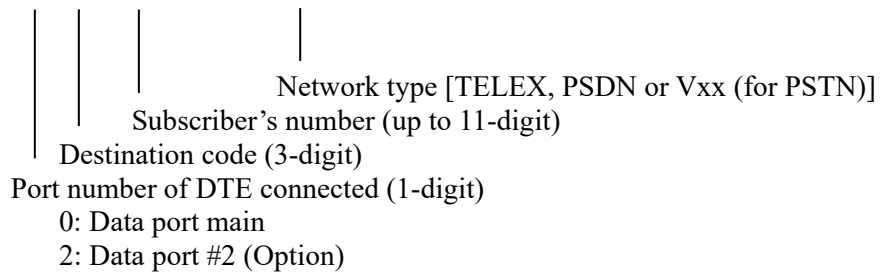 Network type [TELEX, PSDN or Vxx (for PSTN)]
Subscriber’s number (up to 11-digit)
Destination code (3-digit)
Port number of DTE connected (1-digit)
0: Data port main
2: Data port #2 (Option)